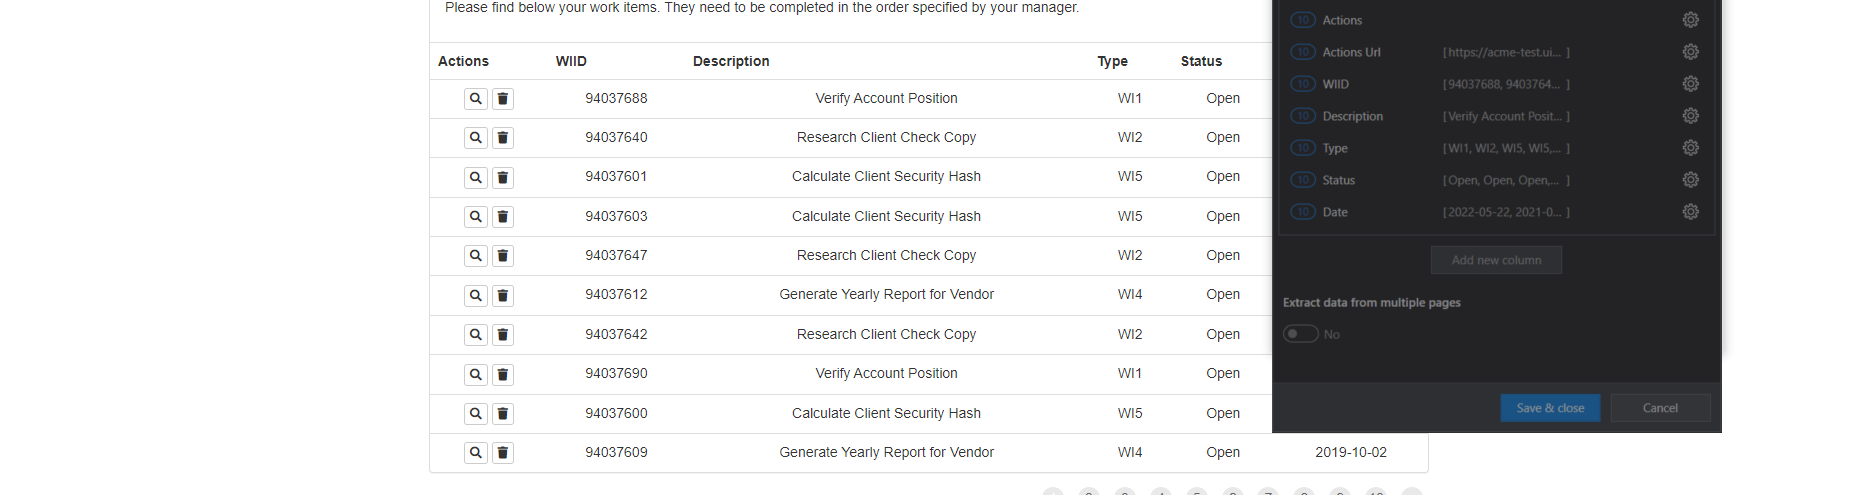 Please find below your work items. They need to be completed in the order specified by your manager.
Actions WIID Description Type Status
94037688 Verify Account Position WI1 Open
94037640 Research Client Check Copy WI2 Open
94037601 Calculate Client Security Hash WI5 Open
94037603 Calculate Client Security Hash WI5 Open
94037647 Research Client Check Copy WI2 Open
94037612 Generate Yearly Report for Vendor WI4 Open
94037642 Research Client Check Copy WI2 Open
94037690 Verify Account Position WI1 Open
94037600 Calculate Client Security Hash WI5 Open
94037609 Generate Yearly Report for Vendor WI4 Open 2019-10-02
10 Actions
10 Actions Url [https://acme-test.ui... ]
10 WIID [94037688, 9403764... ]
10 Description [Verify Account Posit... ]
10 Type [WI1, WI2, WI5, WI5,... ]
10 Status [Open, Open, Open,... ]
10 Date [2022-05-22, 2021-0... ]
Add new column
Extract data from multiple pages
No
Save & close Cancel